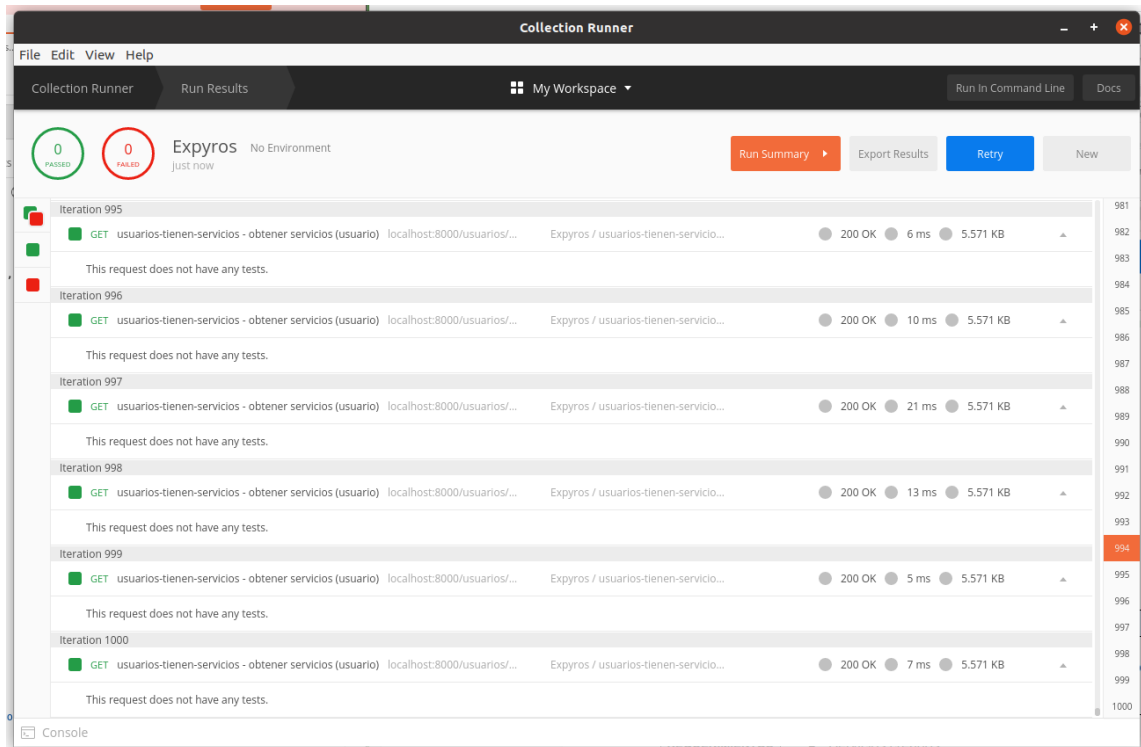 Collection Runner
File Edit View Help
Collection Runner Run Results My Workspace Run In Command Line Docs
0 PASSED 0 FAILED Expyros No Environment Run Summary Export Results Retry New
just now
Iteration 995
GET usuarios-tienen-servicios - obtener servicios (usuario) localhost:8000/usuarios/... Expyros / usuarios-tienen-servicio... 200 OK 6 ms 5.571 KB
This request does not have any tests.
Iteration 996
GET usuarios-tienen-servicios - obtener servicios (usuario) localhost:8000/usuarios/... Expyros / usuarios-tienen-servicio... 200 OK 10 ms 5.571 KB
This request does not have any tests.
Iteration 997
GET usuarios-tienen-servicios - obtener servicios (usuario) localhost:8000/usuarios/... Expyros / usuarios-tienen-servicio... 200 OK 21 ms 5.571 KB
This request does not have any tests.
Iteration 998
GET usuarios-tienen-servicios - obtener servicios (usuario) localhost:8000/usuarios/... Expyros / usuarios-tienen-servicio... 200 OK 13 ms 5.571 KB
This request does not have any tests.
Iteration 999
GET usuarios-tienen-servicios - obtener servicios (usuario) localhost:8000/usuarios/... Expyros / usuarios-tienen-servicio... 200 OK 5 ms 5.571 KB
This request does not have any tests.
Iteration 1000
GET usuarios-tienen-servicios - obtener servicios (usuario) localhost:8000/usuarios/... Expyros / usuarios-tienen-servicio... 200 OK 7 ms 5.571 KB
This request does not have any tests.
981
982
983
984
985
986
987
988
989
990
991
992
993
994
995
996
997
998
999
1000
Console